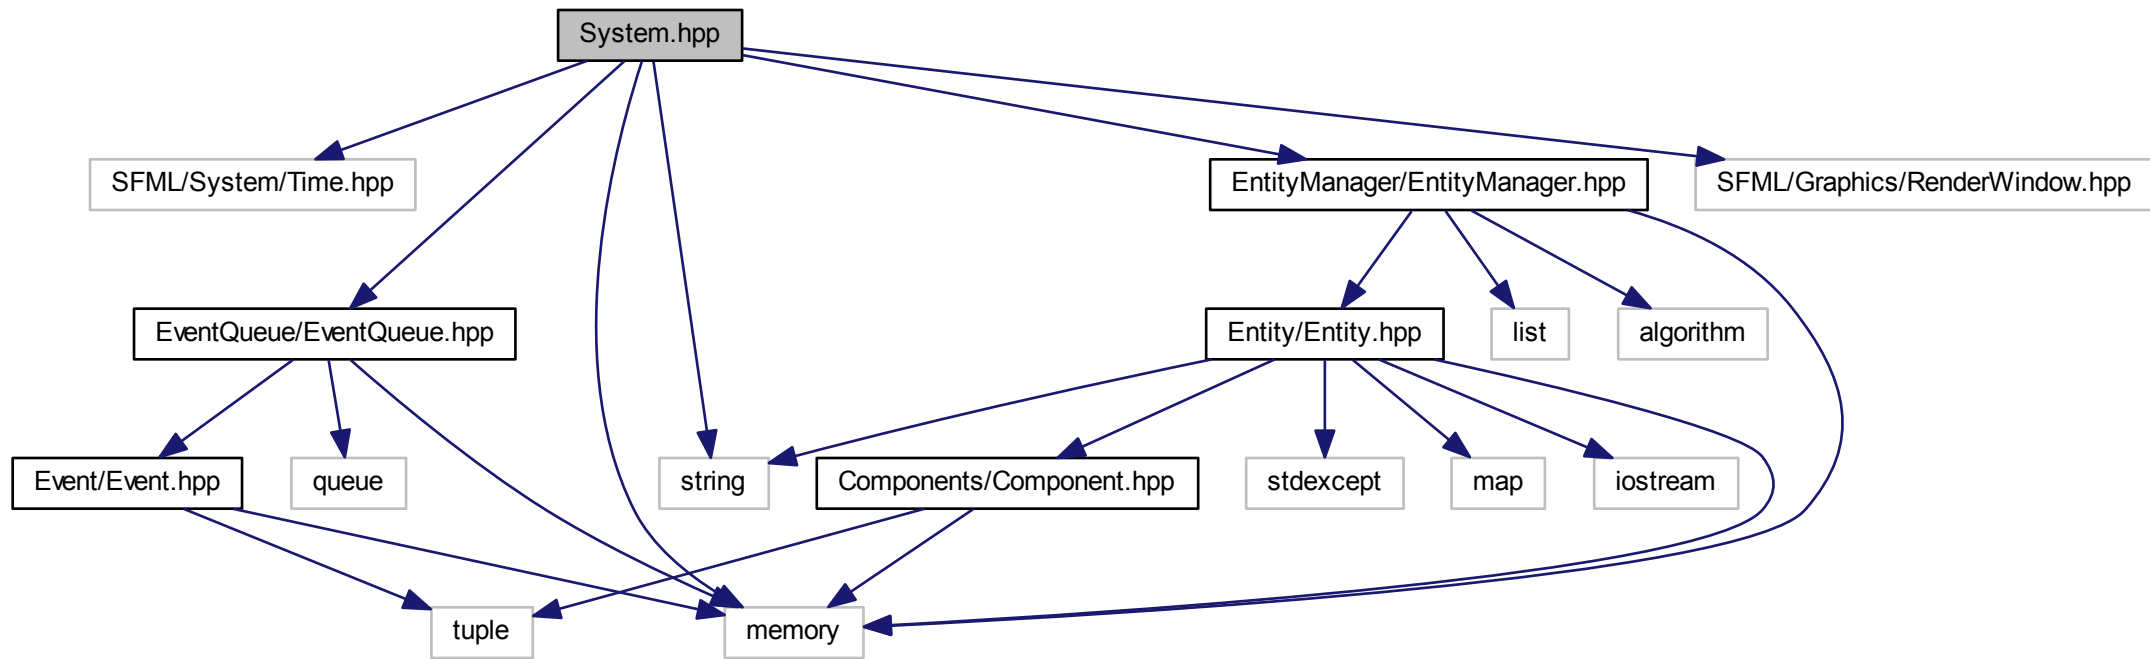 System.hpp
SFML/System/Time.hpp
EntityManager/EntityManager.hpp
SFML/Graphics/RenderWindow.hpp
EventQueue/EventQueue.hpp
Entity/Entity.hpp
list
algorithm
Event/Event.hpp
queue
string
Components/Component.hpp
stdexcept
map
iostream
tuple
memory